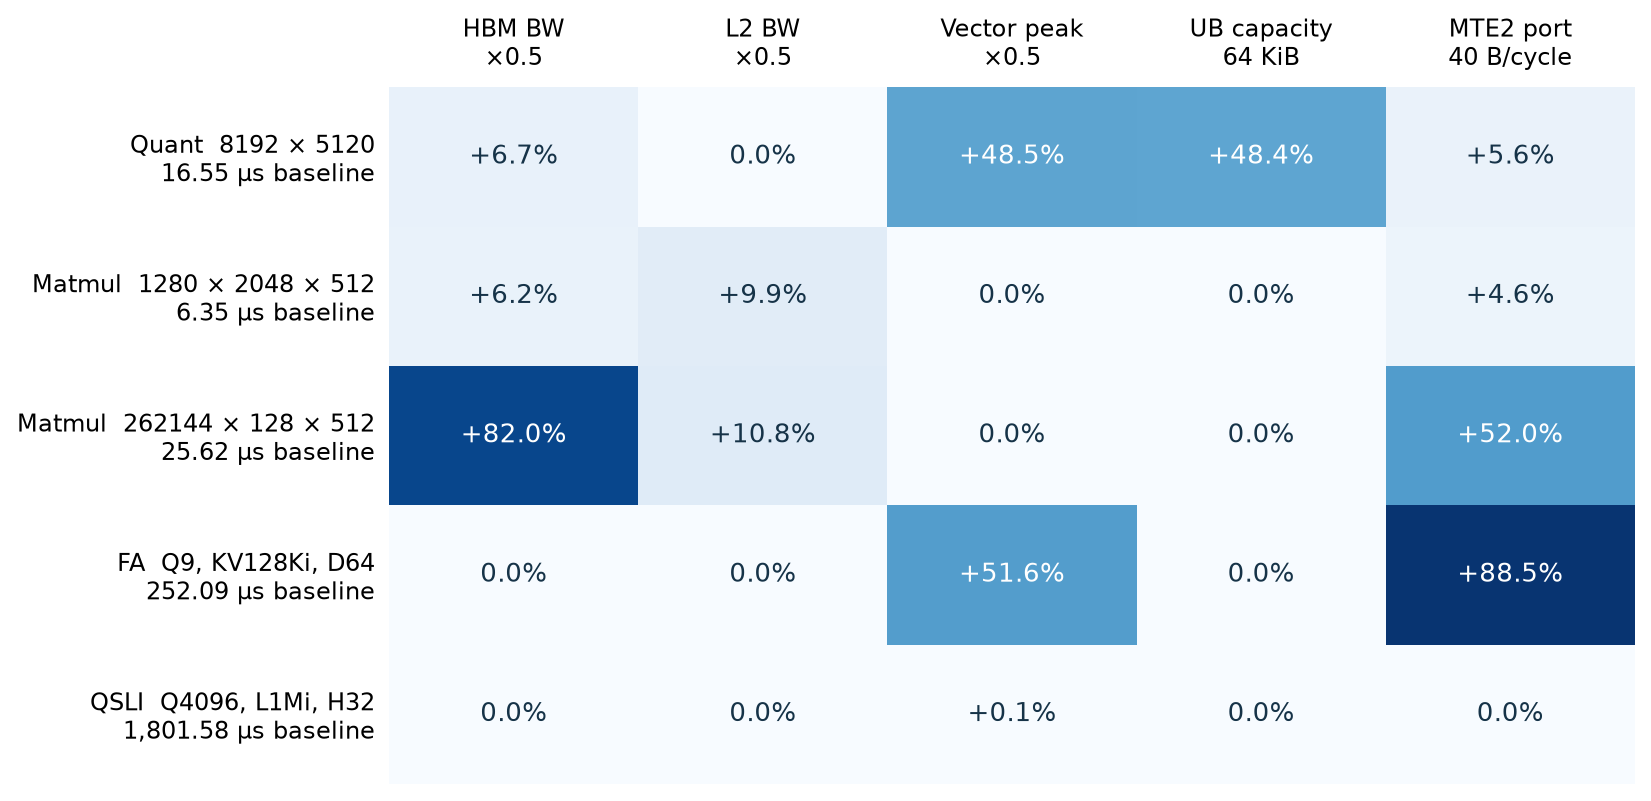 HBM BW
×0.5
L2 BW
×0.5
Vector peak
×0.5
UB capacity
64 KiB
MTE2 port
40 B/cycle
Quant 8192 × 5120
16.55 µs baseline
+6.7%
0.0%
+48.5%
+48.4%
+5.6%
Matmul 1280 × 2048 × 512
6.35 µs baseline
+6.2%
+9.9%
0.0%
0.0%
+4.6%
Matmul 262144 × 128 × 512
25.62 µs baseline
+82.0%
+10.8%
0.0%
0.0%
+52.0%
FA Q9, KV128Ki, D64
252.09 µs baseline
0.0%
0.0%
+51.6%
0.0%
+88.5%
QSLI Q4096, L1Mi, H32
1,801.58 µs baseline
0.0%
0.0%
+0.1%
0.0%
0.0%